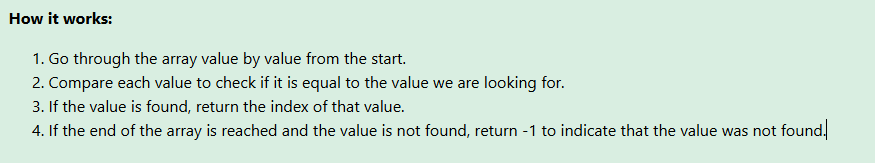 How it works:
1. Go through the array value by value from the start.
2. Compare each value to check if it is equal to the value we are looking for.
3. If the value is found, return the index of that value.
4. If the end of the array is reached and the value is not found, return -1 to indicate that the value was not found.